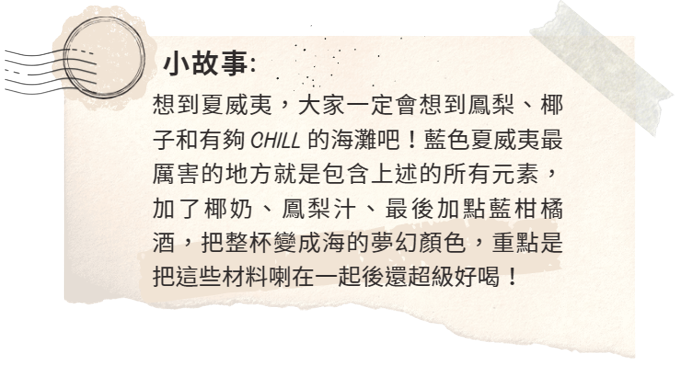 小故事:
想到夏威夷，大家一定會想到鳳梨、椰
子和有夠 CHILL 的海灘吧！藍色夏威夷最
厲害的地方就是包含上述的所有元素，
加了椰奶、鳳梨汁、最後加點藍柑橘
酒，把整杯變成海的夢幻顏色，重點是
把這些材料喇在一起後還超級好喝！